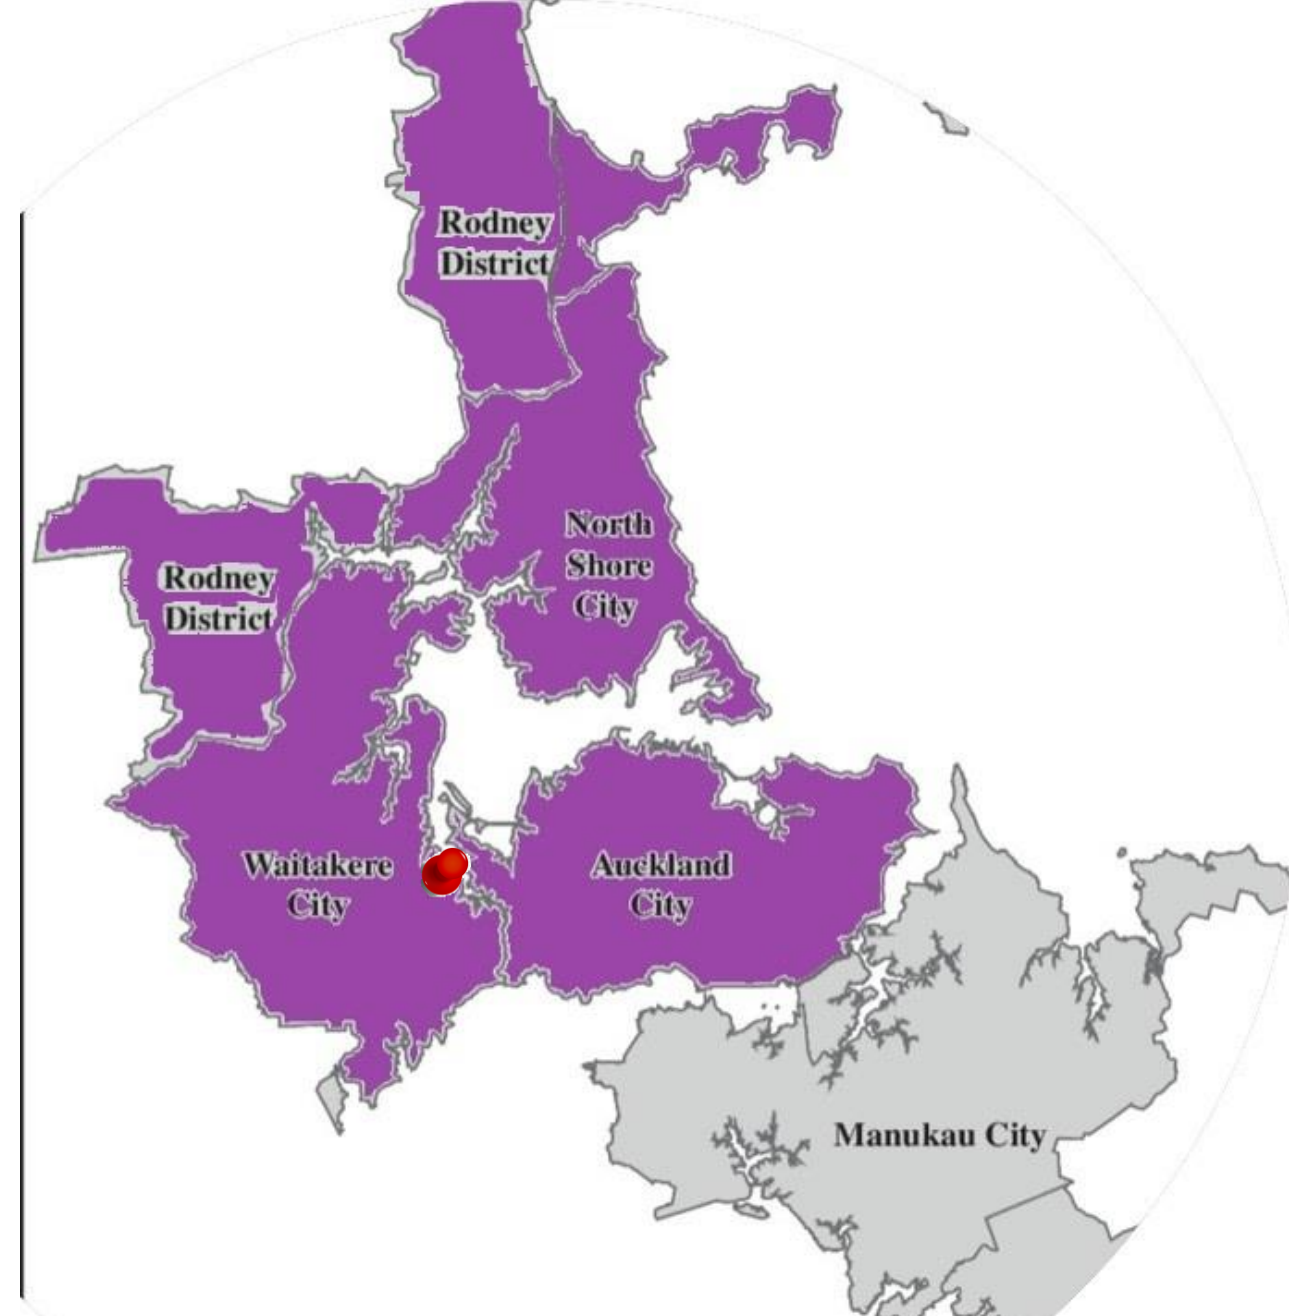 Rodney
District
North
Shore
City
Rodney
District
Waitakere
City
Auckland
City
Manukau City